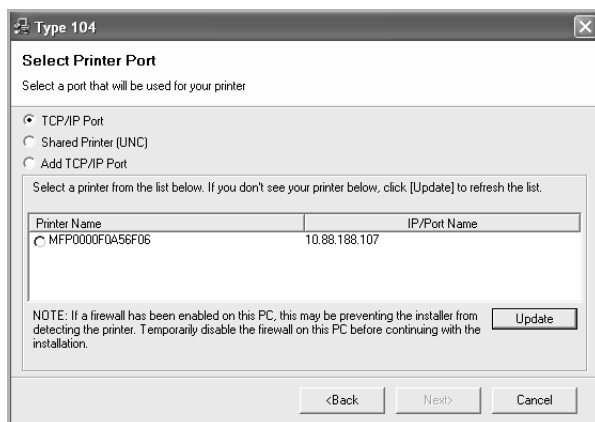 Type 104
Select Printer Port
Select a port that will be used for your printer
TCP/IP Port
Shared Printer (UNC)
Add TCP/IP Port
Select a printer from the list below. If you don't see your printer below, click [Update] to refresh the list.
Printer Name IP/Port Name
MFP0000F0A56F06 10.88.188.107
NOTE: If a firewall has been enabled on this PC, this may be preventing the installer from
detecting the printer. Temporarily disable the firewall on this PC before continuing with the
installation.
Update
<Back Next> Cancel